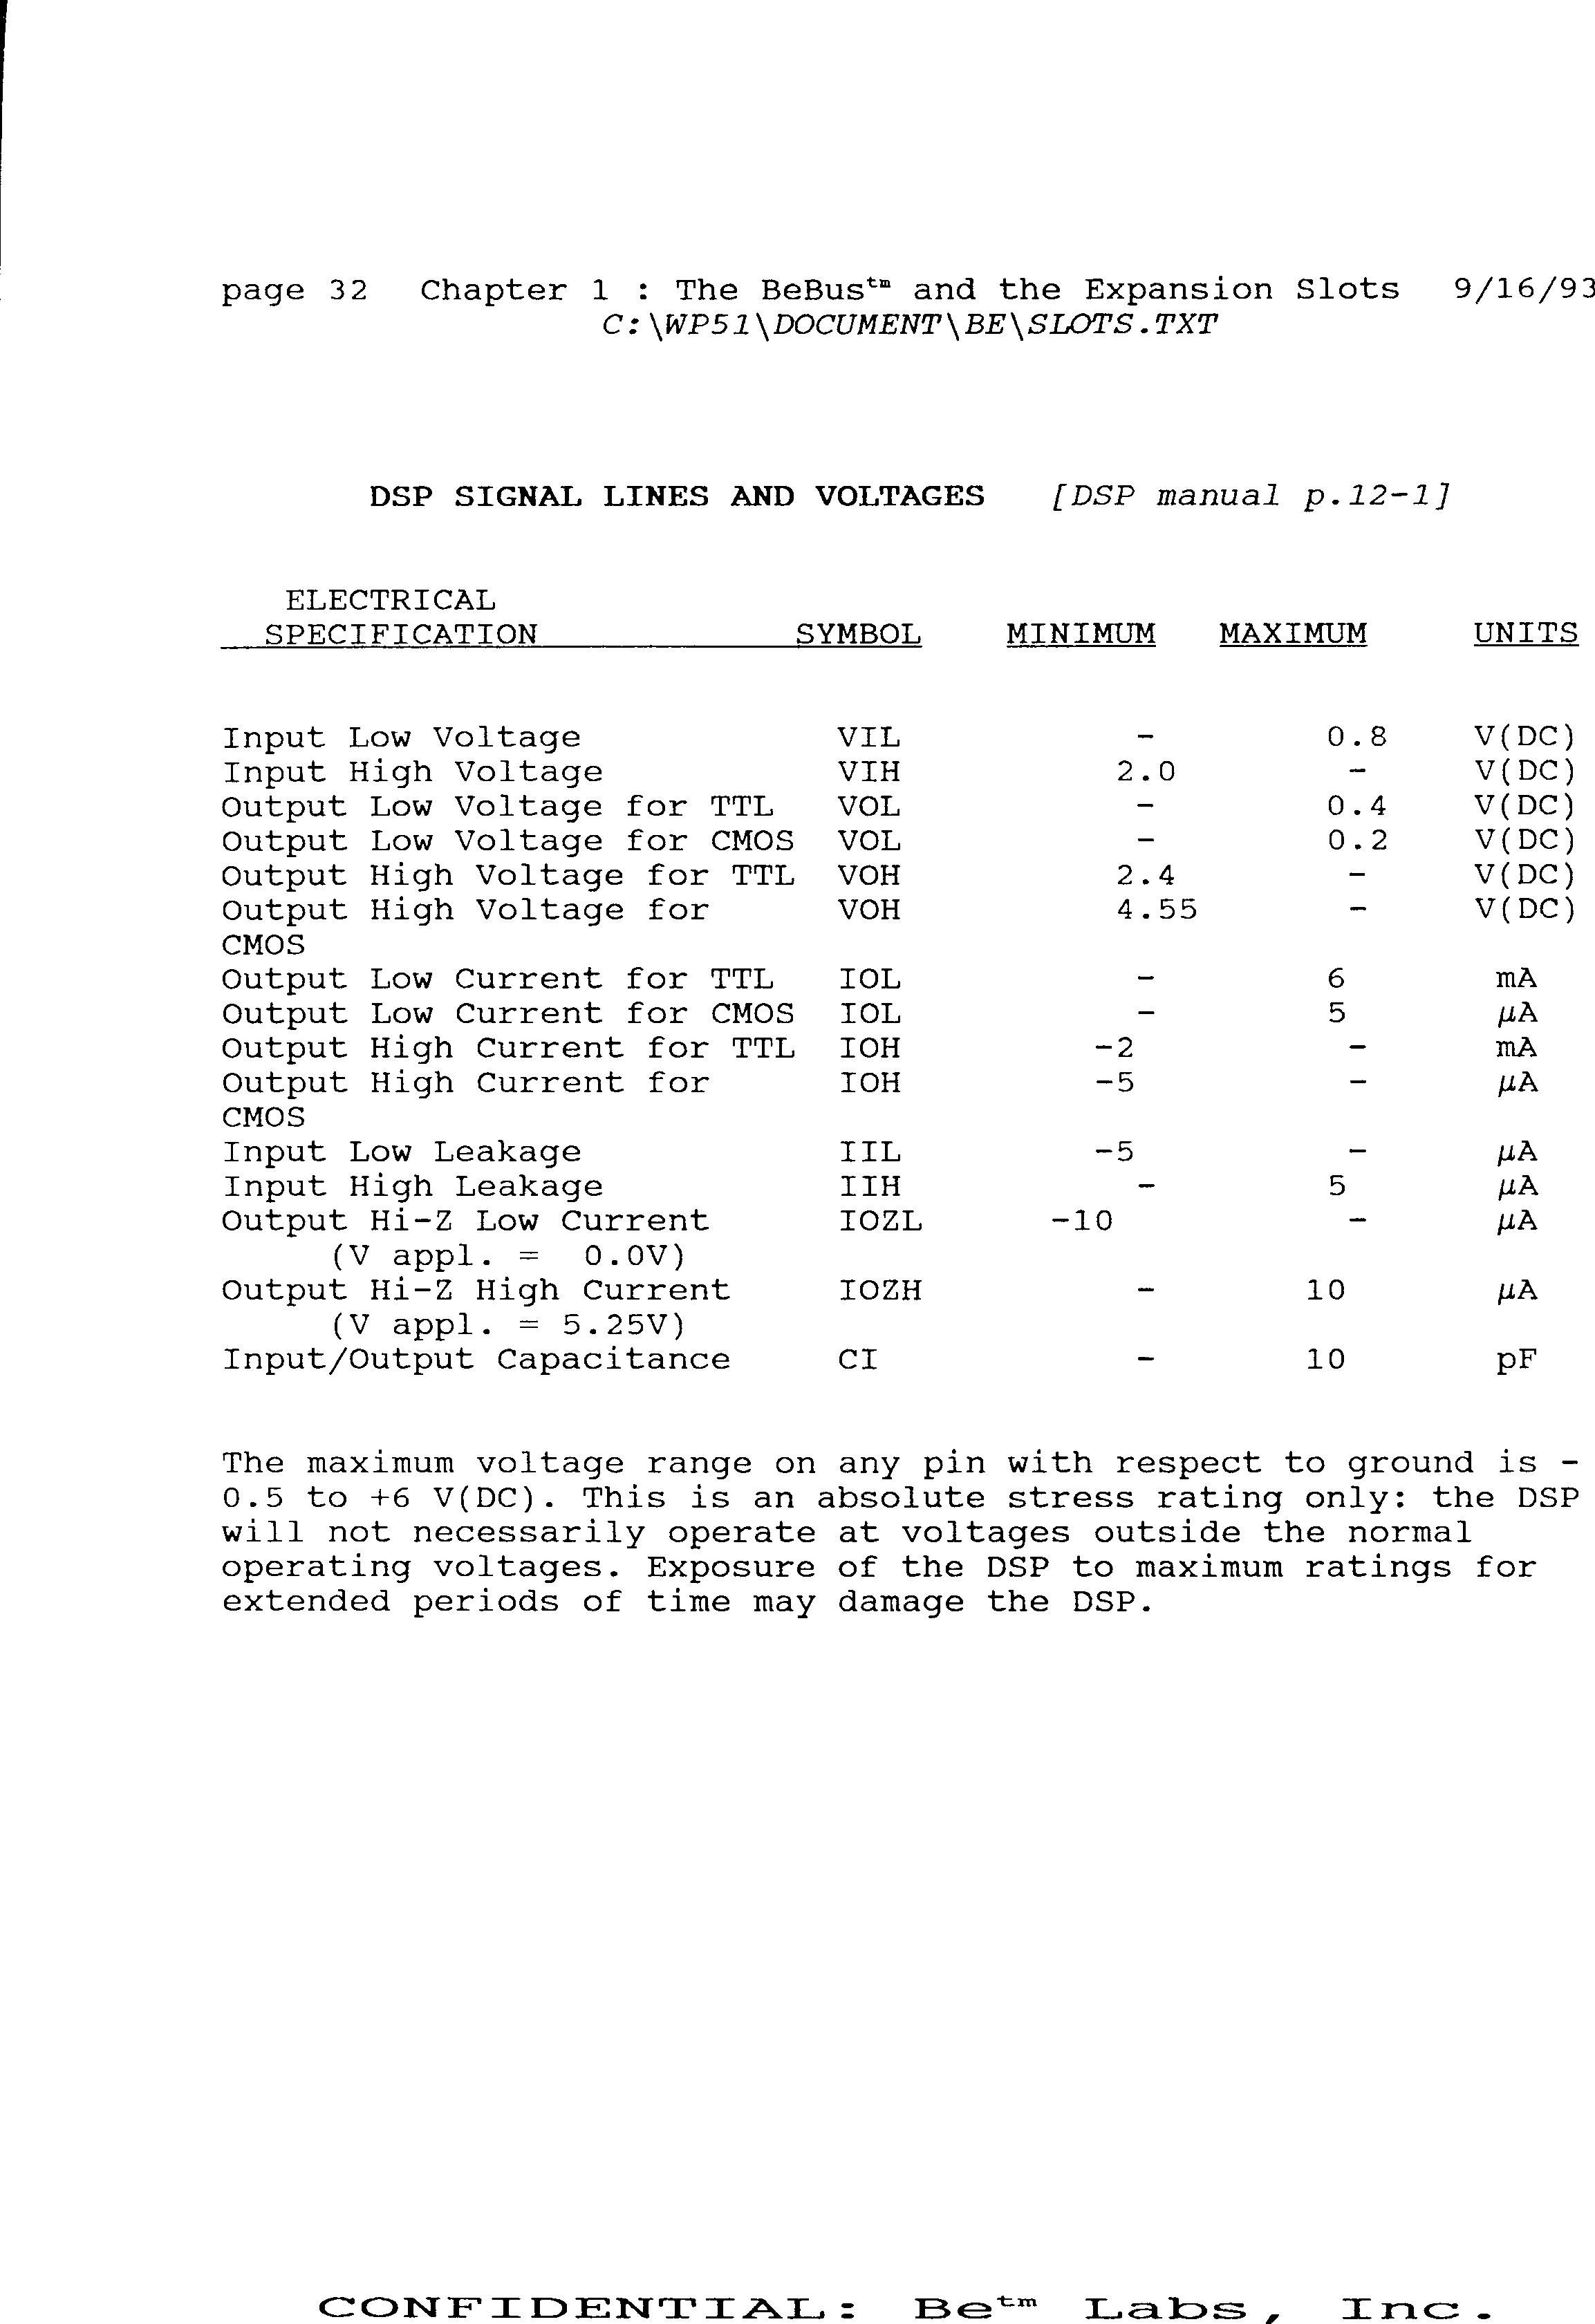 page 32 Chapter 1 : The BeBus™ and the Expansion Slots 9/16/93
C:\WP51\DOCUMENT\BE\SLOTS.TXT
DSP SIGNAL LINES AND VOLTAGES [DSP manual p.12-1]
ELECTRICAL
SPECIFICATION SYMBOL MINIMUM MAXIMUM UNITS
Input Low Voltage VIL - 0.8 V(DC)
Input High Voltage VIH 2.0 - V(DC)
Output Low Voltage for TTL VOL - 0.4 V(DC)
Output Low Voltage for CMOS VOL - 0.2 V(DC)
Output High Voltage for TTL VOH 2.4 - V(DC)
Output High Voltage for VOH 4.55 - V(DC)
CMOS
Output Low Current for TTL IOL - 6 mA
Output Low Current for CMOS IOL - 5 µA
Output High Current for TTL IOH -2 - mA
Output High Current for IOH -5 - µA
CMOS
Input Low Leakage IIL -5 - µA
Input High Leakage IIH - 5 µA
Output Hi-Z Low Current IOZL -10 - µA
(V appl. = 0.0V)
Output Hi-Z High Current IOZH - 10 µA
(V appl. = 5.25V)
Input/Output Capacitance CI - 10 pF
The maximum voltage range on any pin with respect to ground is -
0.5 to +6 V(DC). This is an absolute stress rating only: the DSP
will not necessarily operate at voltages outside the normal
operating voltages. Exposure of the DSP to maximum ratings for
extended periods of time may damage the DSP.
CONFIDENTIAL: Be™ Labs, Inc.